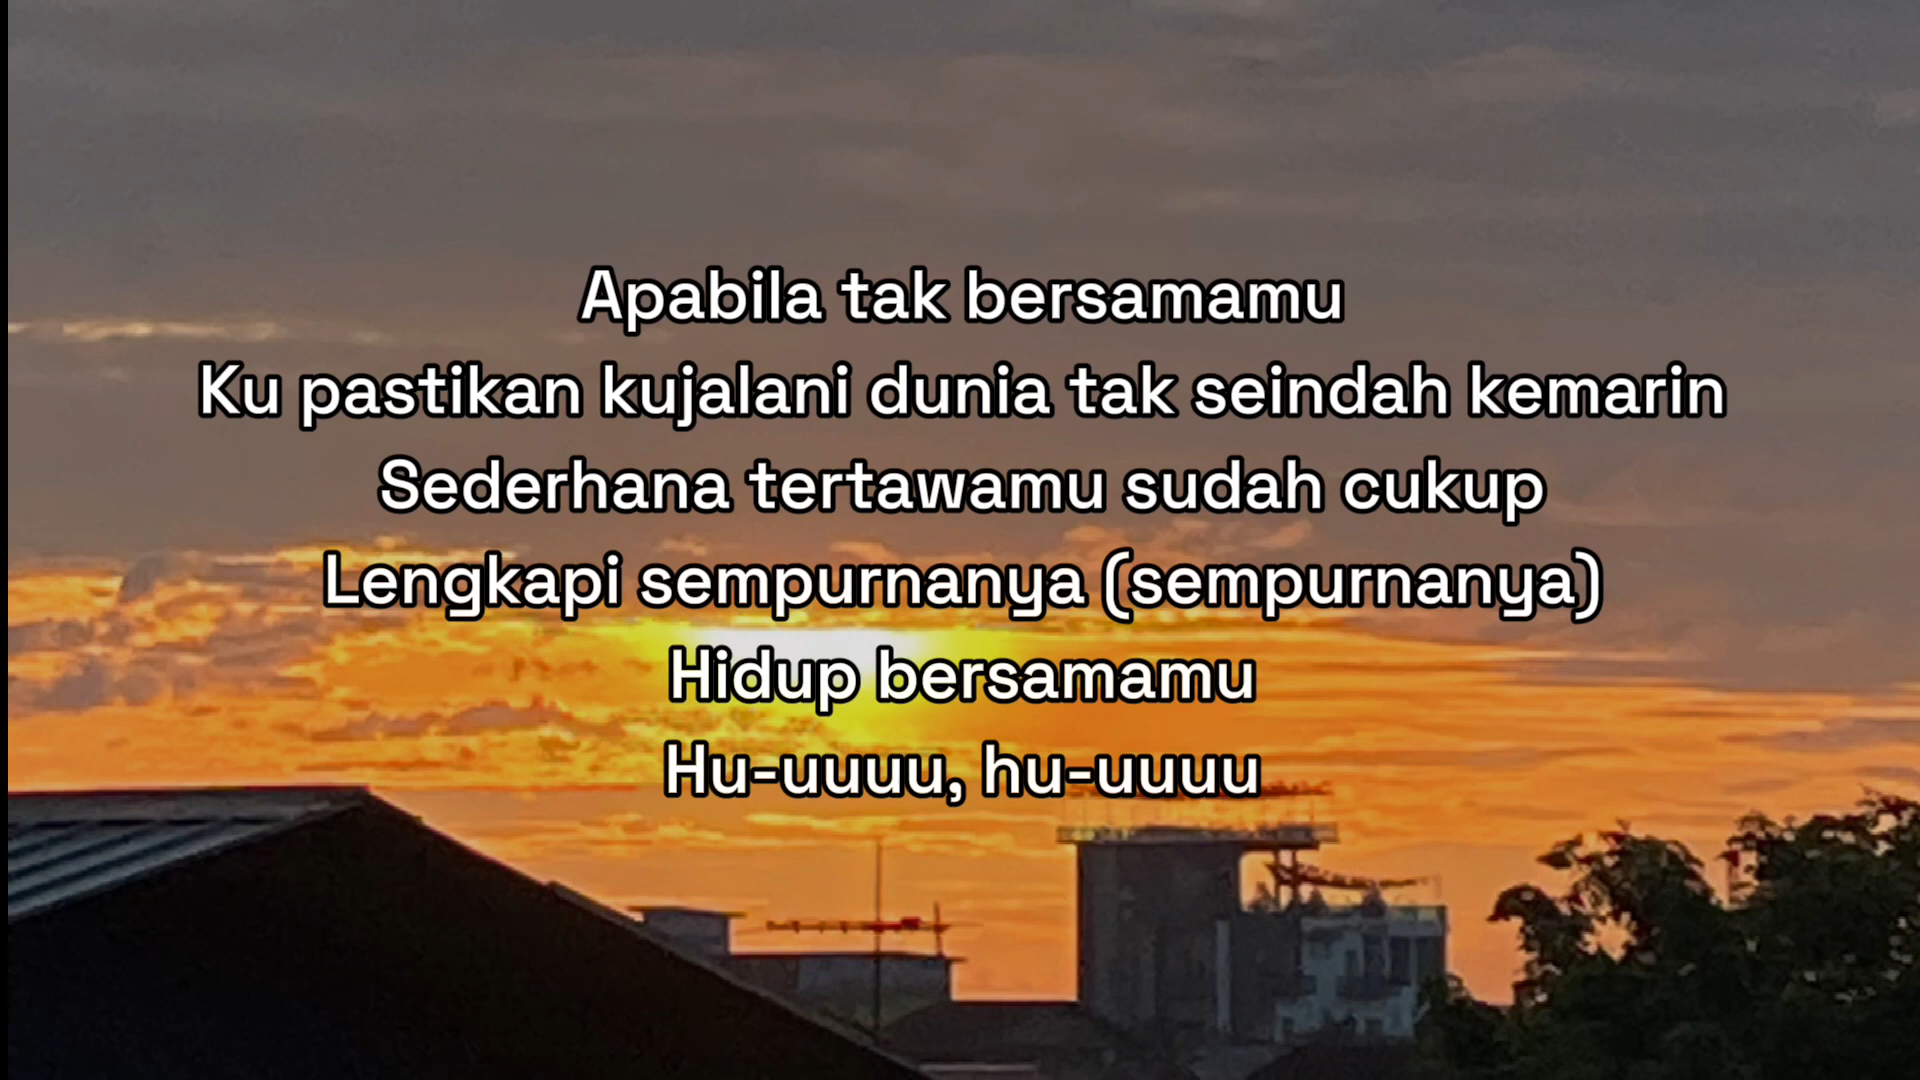 Apabila tak bersamamu
Ku pastikan kujalani dunia tak seindah kemarin
Sederhana tertawamu sudah cukup
Lengkapi sempurnanya (sempurnanya)
Hidup bersamamu
Hu-uuuu, hu-uuuu